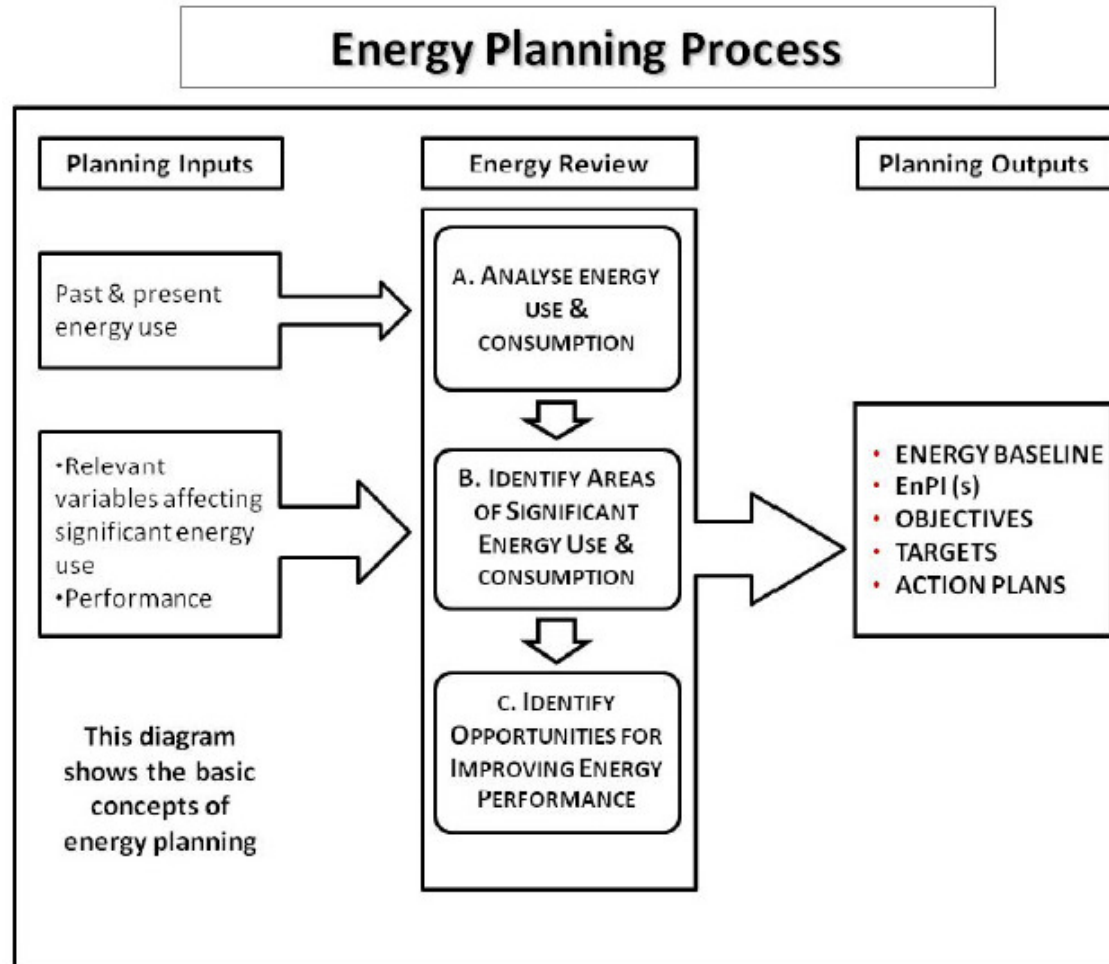 Energy Planning Process
Planning Inputs
Energy Review
Planning Outputs
Past & present
energy use
•Relevant
variables affecting
significant energy
use
•Performance
This diagram
shows the basic
concepts of
energy planning
A. ANALYSE ENERGY
USE &
CONSUMPTION
B. IDENTIFY AREAS
OF SIGNIFICANT
ENERGY USE &
CONSUMPTION
C. IDENTIFY
OPPORTUNITIES FOR
IMPROVING ENERGY
PERFORMANCE
• ENERGY BASELINE
• EnPI (s)
• OBJECTIVES
• TARGETS
• ACTION PLANS